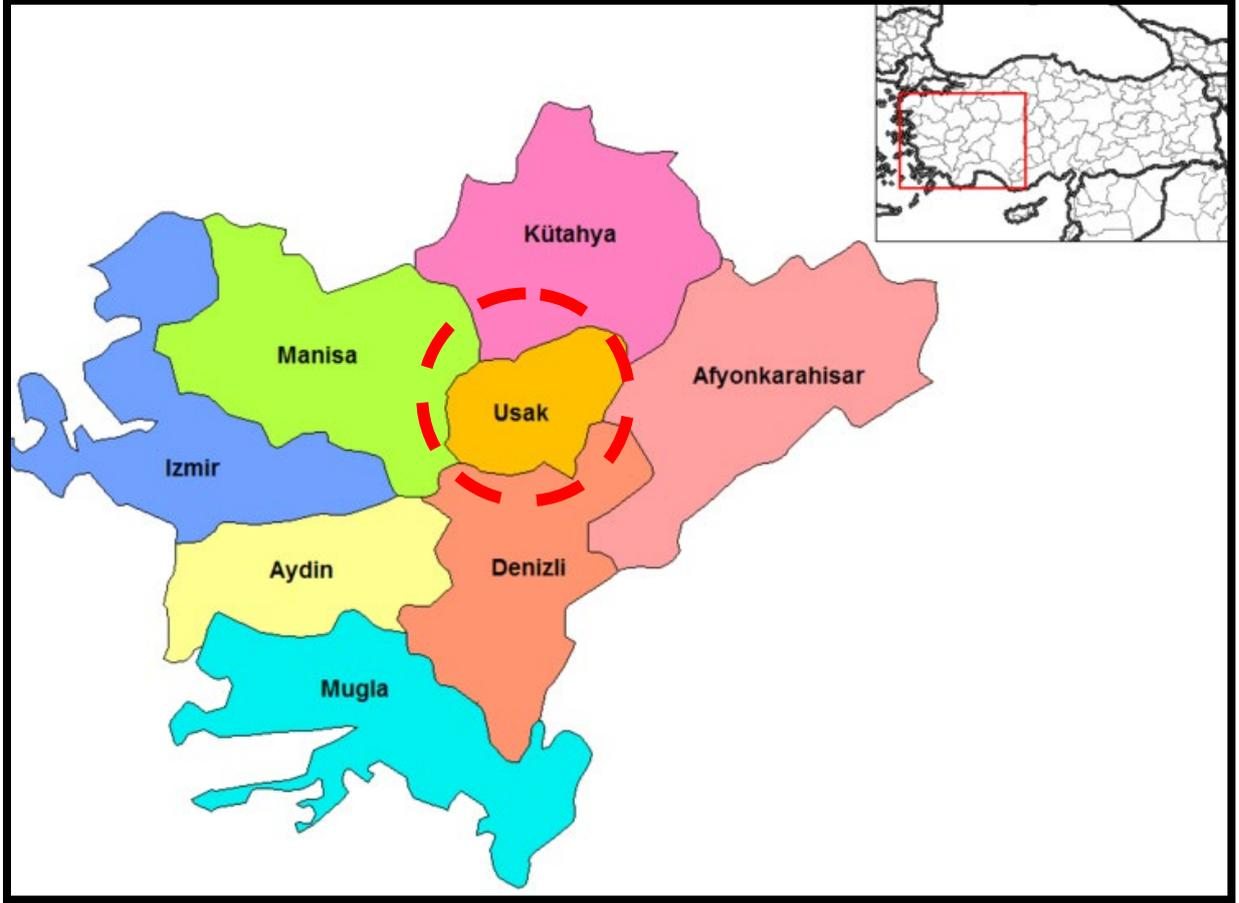 Kütahya
Manisa
Afyonkarahisar
Usak
Izmir
Aydin
Denizli
Mugla